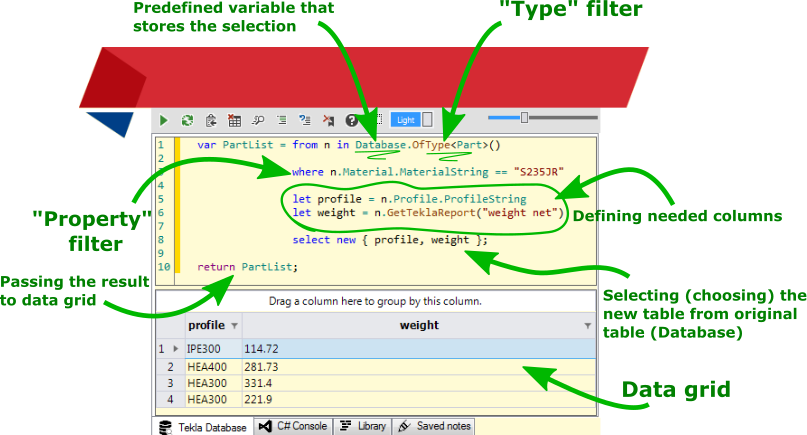 Predefined variable that
stores the selection
"Type" filter
Light
1 var PartList = from n in Database.OfType<Part>()
2
3 where n.Material.MaterialString == "S235JR"
4
5 let profile = n.Profile.ProfileString
6 let weight = n.GetTeklaReport("weight net")
7
8 select new { profile, weight };
9
10 return PartList;
"Property"
filter
Defining needed columns
Passing the result
to data grid
Selecting (choosing) the
new table from original
table (Database)
Drag a column here to group by this column.
profile weight
1 IPE300 114.72
2 HEA400 281.73
3 HEA300 331.4
4 HEA300 221.9
Data grid
Tekla Database C# Console Library Saved notes